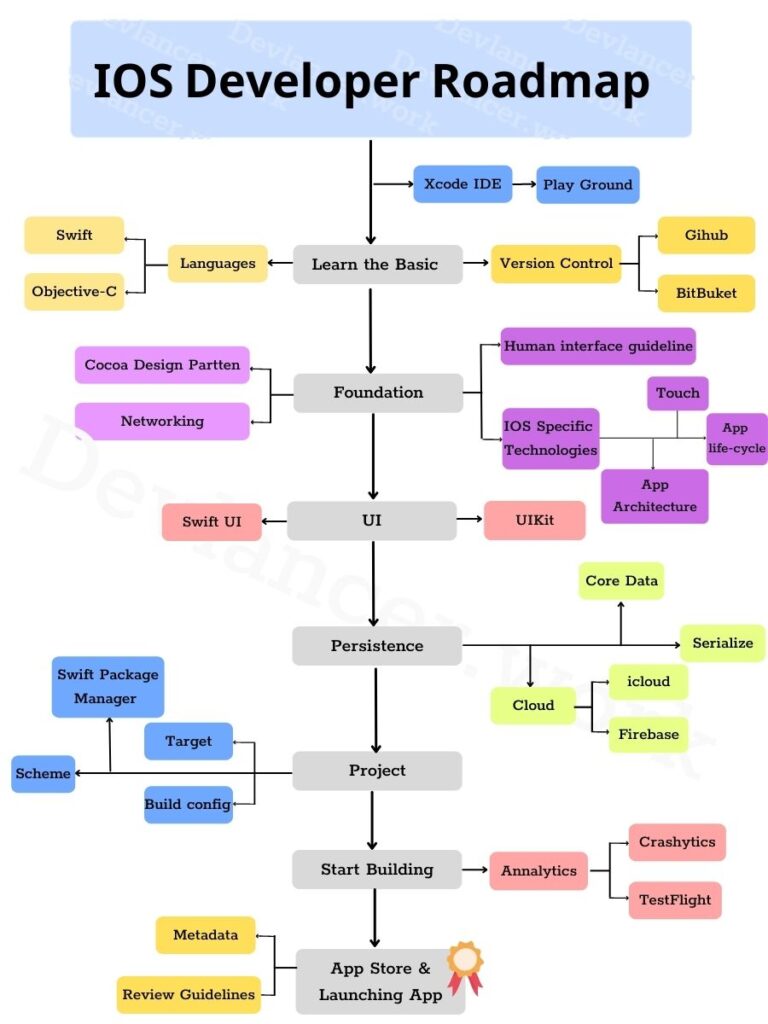 IOS Developer Roadmap
Xcode IDE
Play Ground
Swift
Gihub
Languages
Learn the Basic
Version Control
Objective-C
BitBuket
Human interface guideline
Cocoa Design Partten
Foundation
Touch
Networking
IOS Specific
Technologies
App
life-cycle
App
Architecture
Swift UI
UI
UIKit
Core Data
Persistence
Serialize
Swift Package
Manager
icloud
Cloud
Target
Firebase
Scheme
Project
Build config
Crashytics
Start Building
Annalytics
TestFlight
Metadata
App Store &
Launching App
Review Guidelines
Devlancer.work